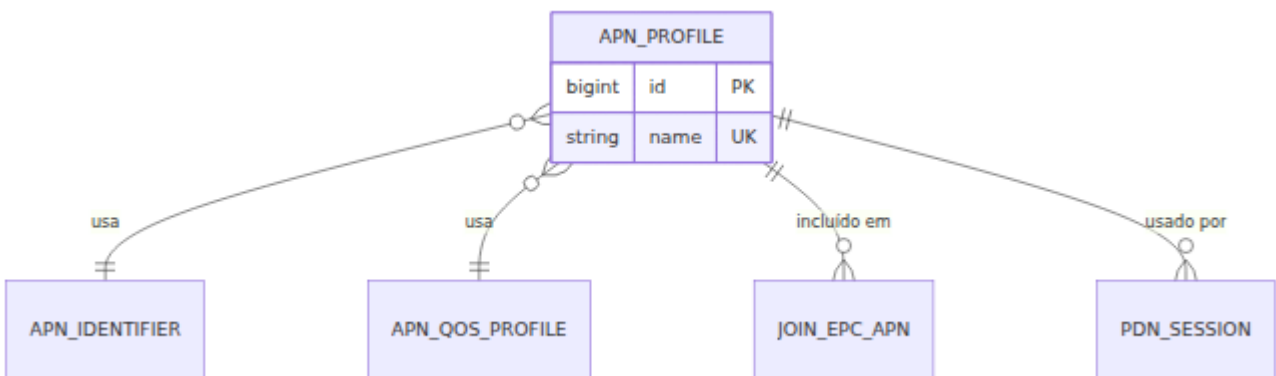 APN_PROFILE
bigint id PK
string name UK
usa
usa
incluído em
usado por
APN_IDENTIFIER
APN_QOS_PROFILE
JOIN_EPC_APN
PDN_SESSION